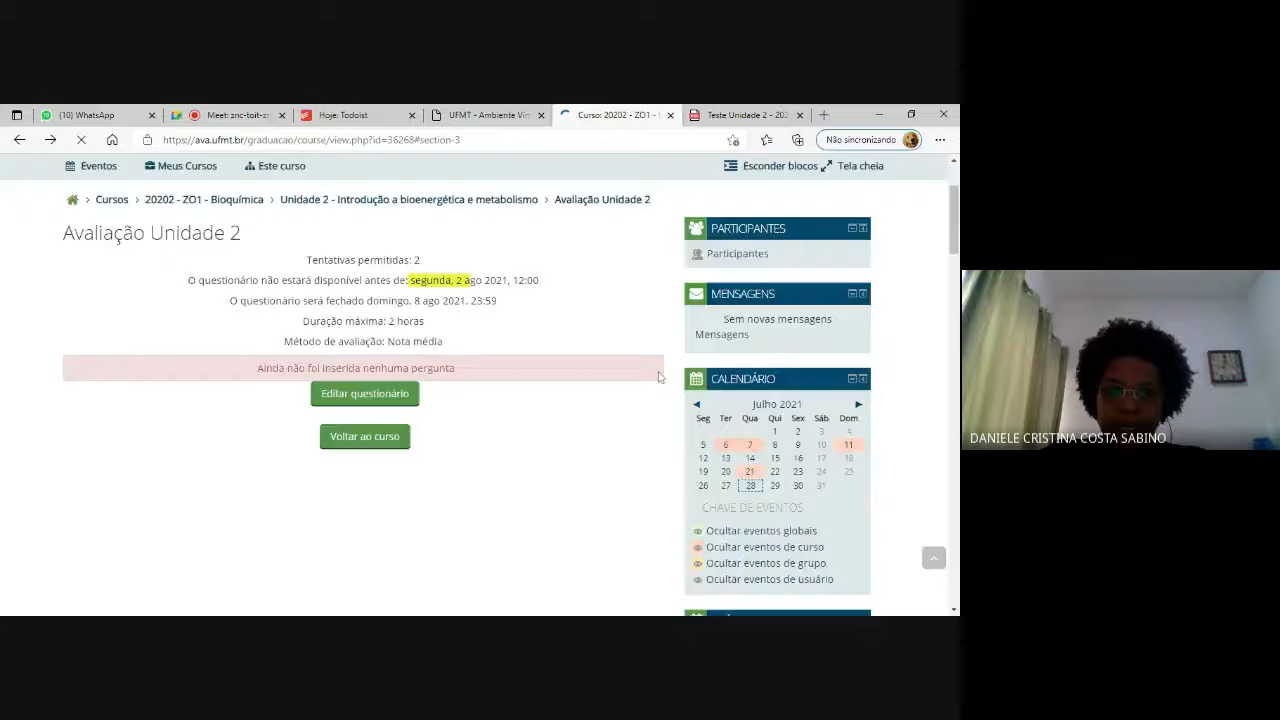 (10) WhatsApp
Meet: znc-toit-zr
Hoje: Todoist
UFMT - Ambiente Vin
Curso: 20202 - ZO1 - E
Teste Unidade 2 - 202
https://ava.ufmt.br/graduacao/course/view.php?id=36268#section-3
Não sincronizando
Eventos
Meus Cursos
Este curso
Esconder blocos
Tela cheia
Cursos
20202 - ZO1 - Bioquímica
Unidade 2 - Introdução a bioenergética e metabolismo
Avaliação Unidade 2
Avaliação Unidade 2
Tentativas permitidas: 2
O questionário não estará disponível antes de: segunda, 2 ago 2021, 12:00
O questionário será fechado domingo, 8 ago 2021, 23:59
Duração máxima: 2 horas
Método de avaliação: Nota média
Ainda não foi inserida nenhuma pergunta
Editar questionário
Voltar ao curso
PARTICIPANTES
Participantes
MENSAGENS
Sem novas mensagens
Mensagens
CALENDÁRIO
Julho 2021
Seg Ter Qua Qui Sex Sáb Dom
1 2 3 4
5 6 7 8 9 10 11
12 13 14 15 16 17 18
19 20 21 22 23 24 25
26 27 28 29 30 31
CHAVE DE EVENTOS
Ocultar eventos globais
Ocultar eventos de curso
Ocultar eventos de grupo
Ocultar eventos de usuário
DANIELE CRISTINA COSTA SABINO